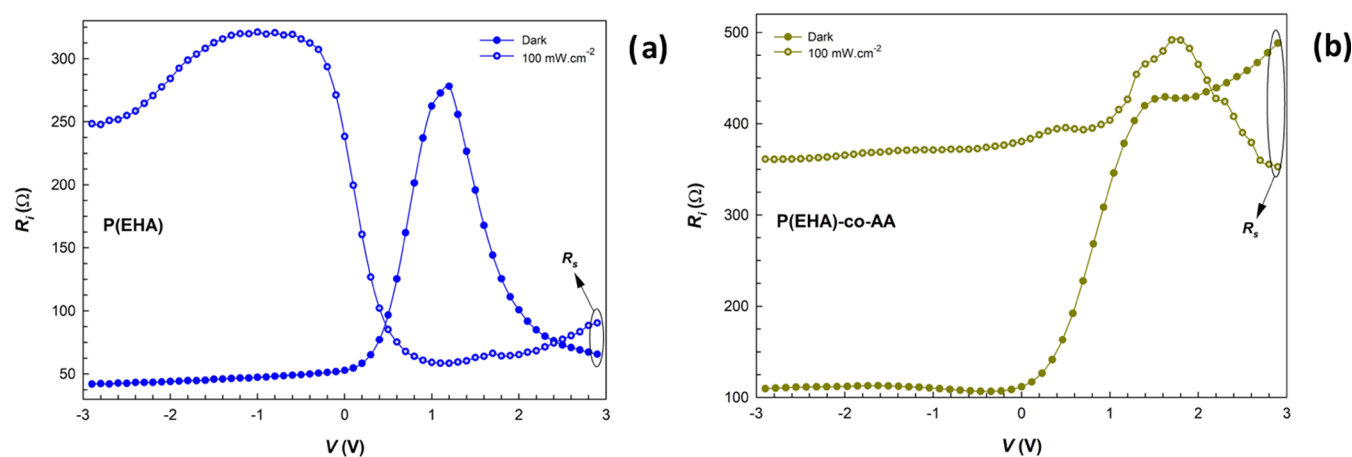 (a)
Dark
100 mW.cm⁻²
300
250
200
150
100
50
R_i (Ω)
P(EHA)
R_s
-3 -2 -1 0 1 2 3
V (V)
(b)
Dark
100 mW.cm⁻²
500
400
300
200
100
R_i (Ω)
P(EHA)-co-AA
R_s
-3 -2 -1 0 1 2 3
V (V)